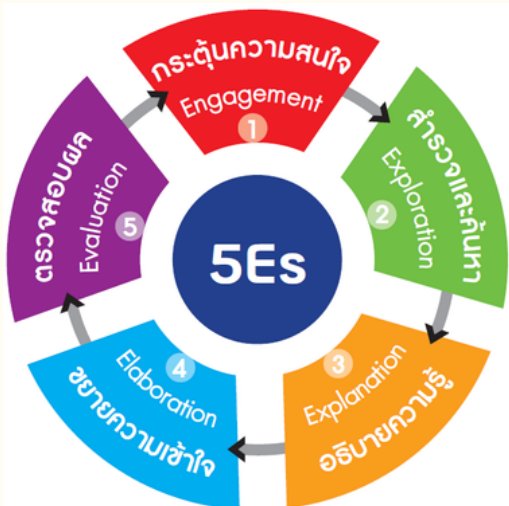 กระตุ้นความสนใจ
Engagement
1
สำรวจและค้นหา
Exploration
2
อธิบายความรู้
Explanation
3
ขยายความเข้าใจ
Elaboration
4
ตรวจสอบผล
Evaluation
5
5Es